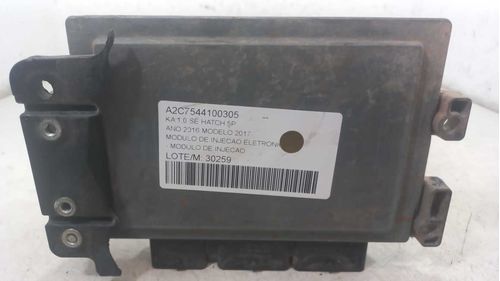 A2C7544100305
KA 1.0 SE HATCH 5P
ANO 2016 MODELO 2017
MODULO DE INJECAO ELETRONI
- MODULO DE INJECAO
LOTE/M: 30259